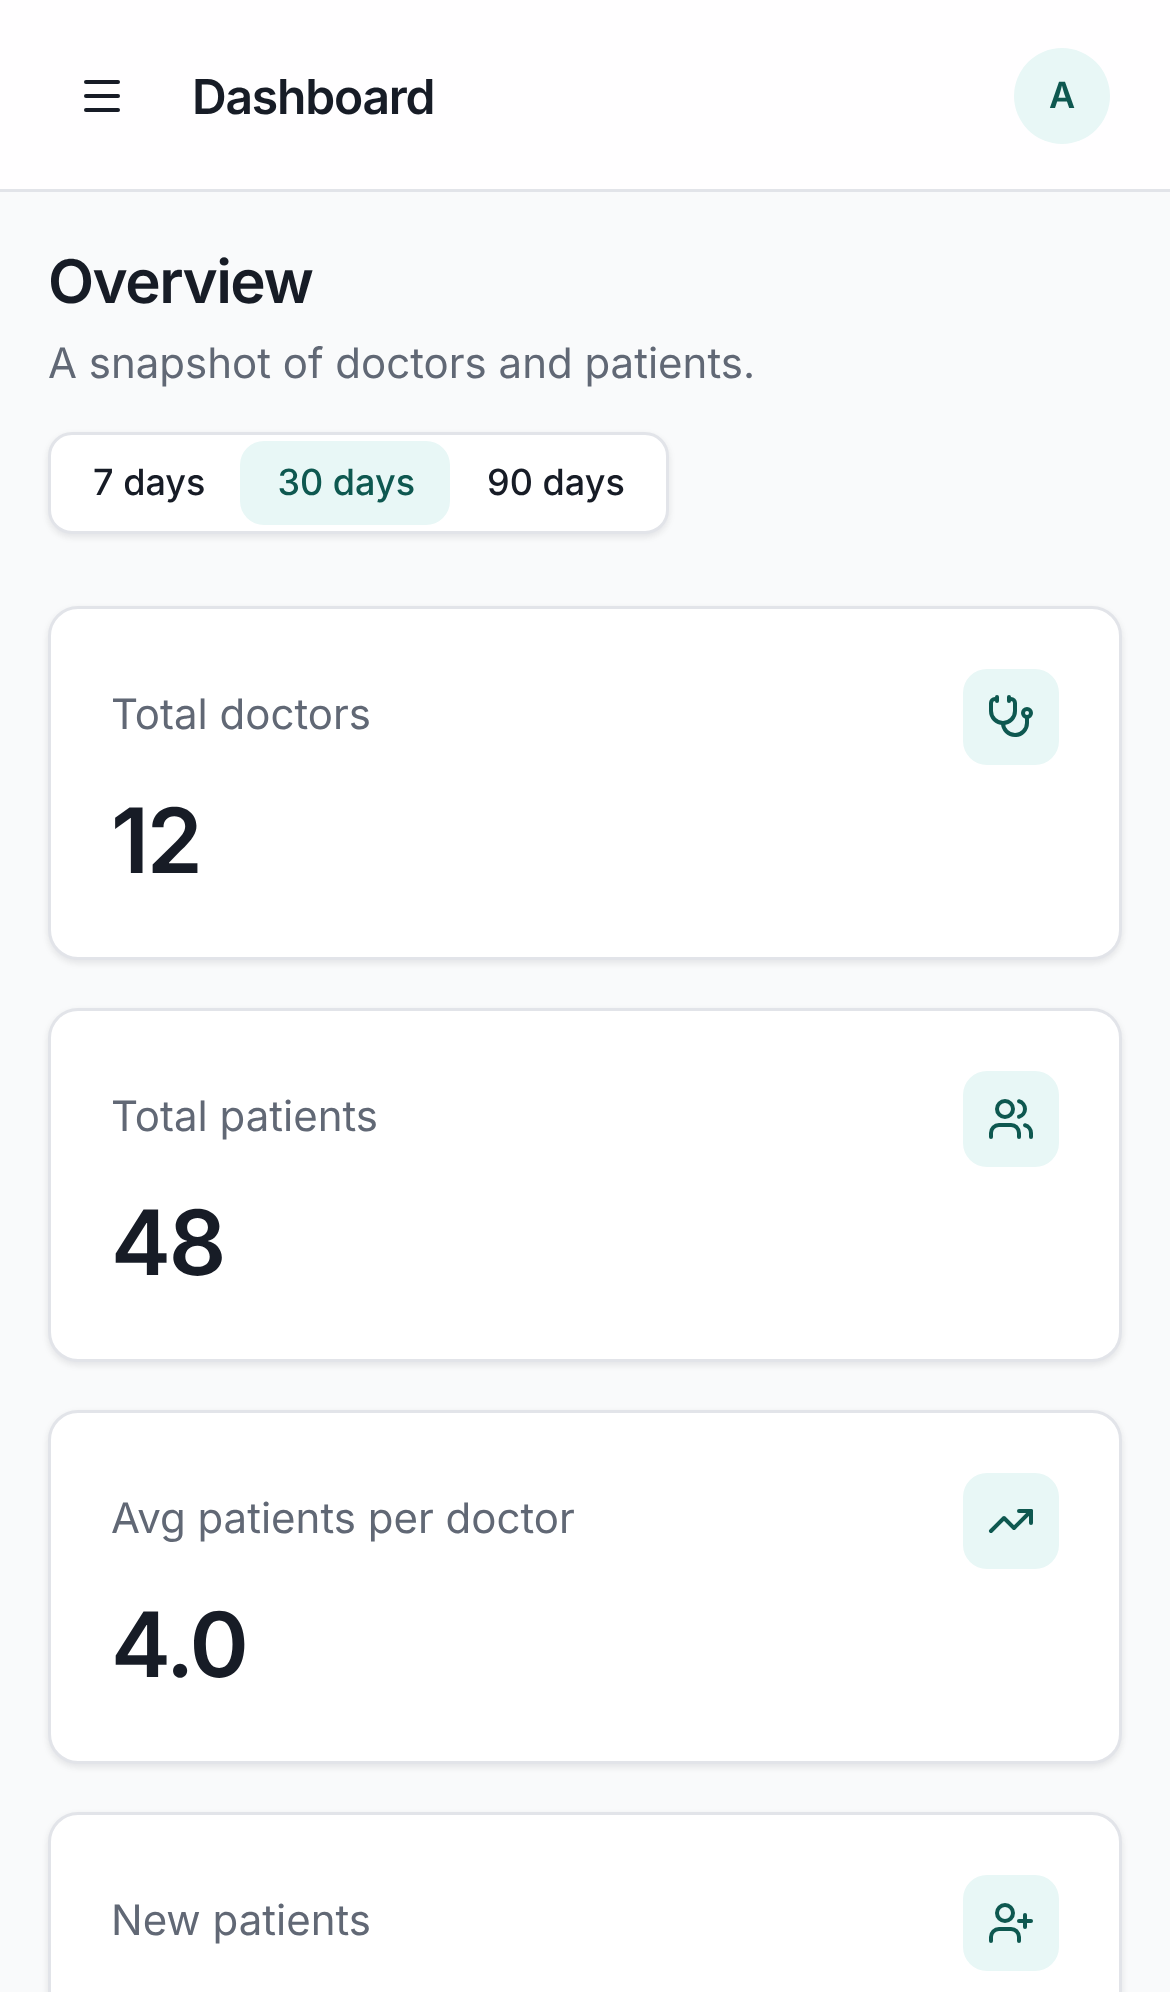 Dashboard
A
Overview
A snapshot of doctors and patients.
7 days 30 days 90 days
Total doctors
12
Total patients
48
Avg patients per doctor
4.0
New patients